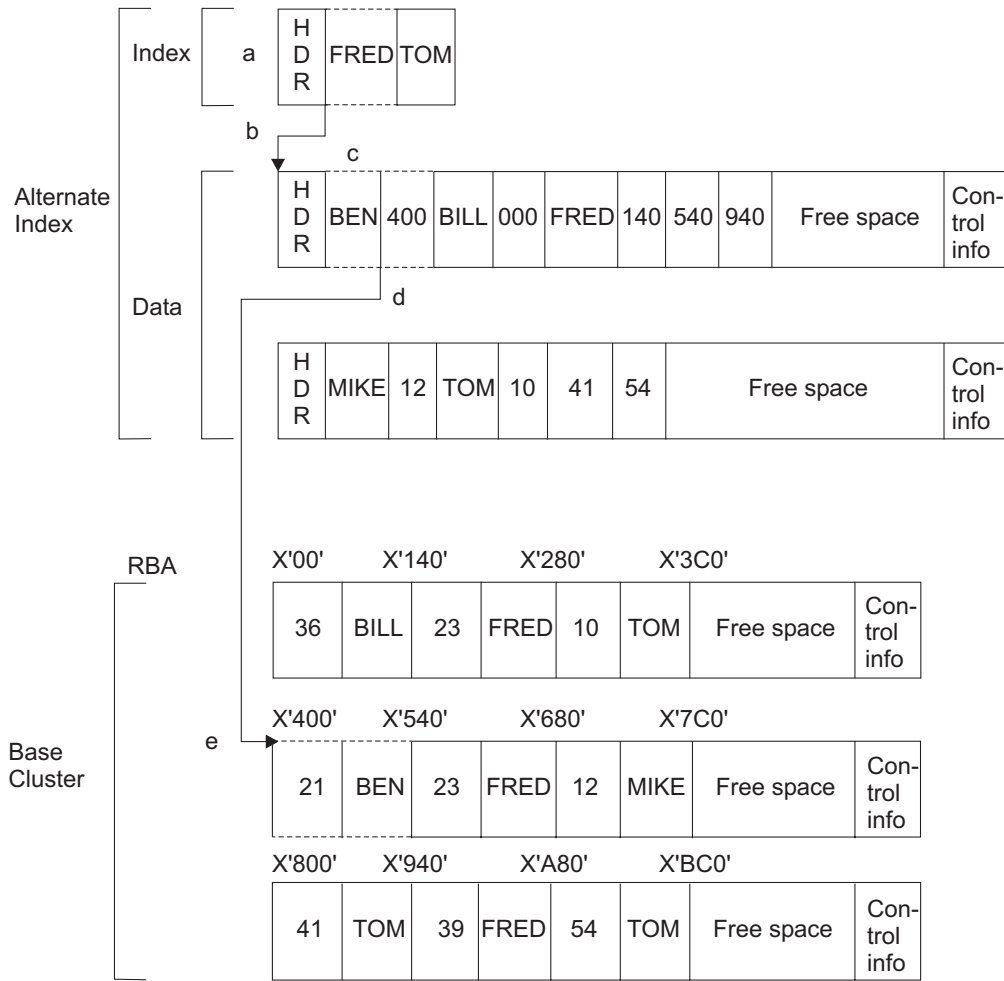 Index a H D R FRED TOM
b
c
Alternate Index
Data
H D R BEN 400 BILL 000 FRED 140 540 940 Free space Con- trol info
d
H D R MIKE 12 TOM 10 41 54 Free space Con- trol info
RBA X'00' X'140' X'280' X'3C0'
36 BILL 23 FRED 10 TOM Free space Con- trol info
X'400' X'540' X'680' X'7C0'
e
Base Cluster
21 BEN 23 FRED 12 MIKE Free space Con- trol info
X'800' X'940' X'A80' X'BC0'
41 TOM 39 FRED 54 TOM Free space Con- trol info